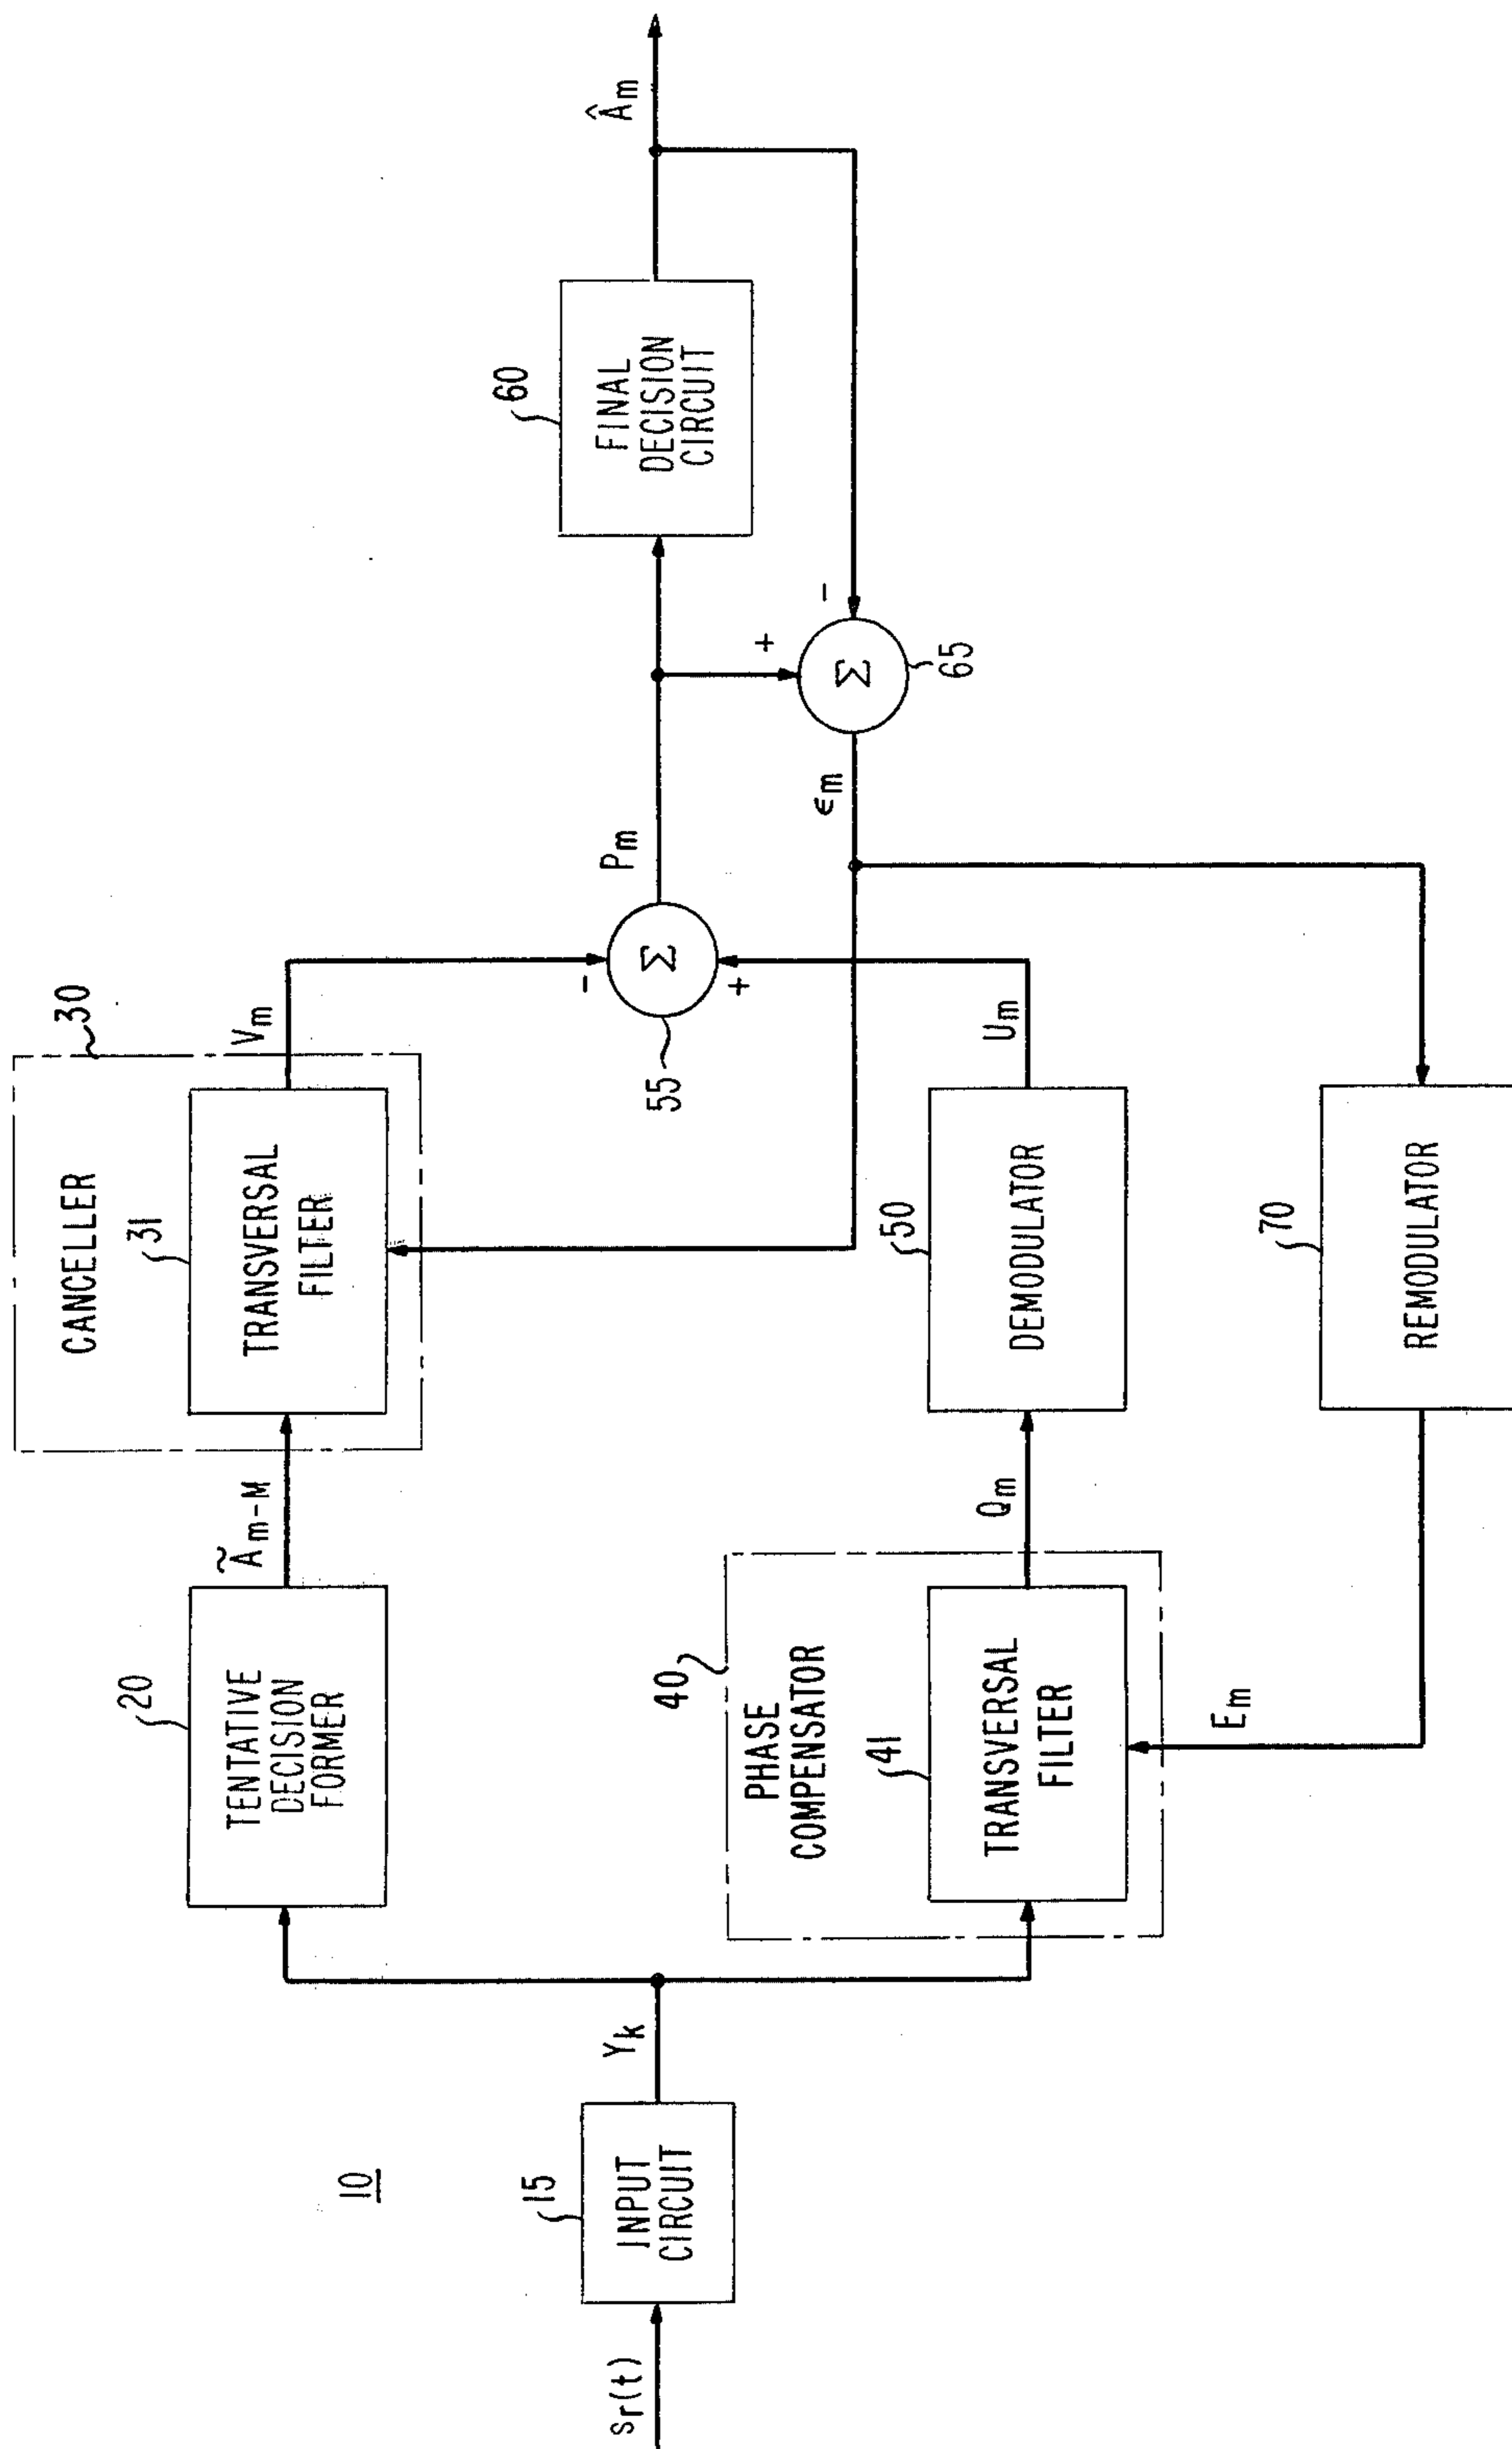 10
s_r(t)
15
INPUT
CIRCUIT
Y_k
20
TENTATIVE
DECISION
FORMER
Ã_{m-M}
30
CANCELLER
31
TRANSVERSAL
FILTER
V_m
40
PHASE
COMPENSATOR
41
TRANSVERSAL
FILTER
Q_m
50
DEMODULATOR
U_m
-
+
Σ
55
P_m
60
FINAL
DECISION
CIRCUIT
Â_m
+
-
Σ
65
ϵ_m
70
REMODULATOR
E_m